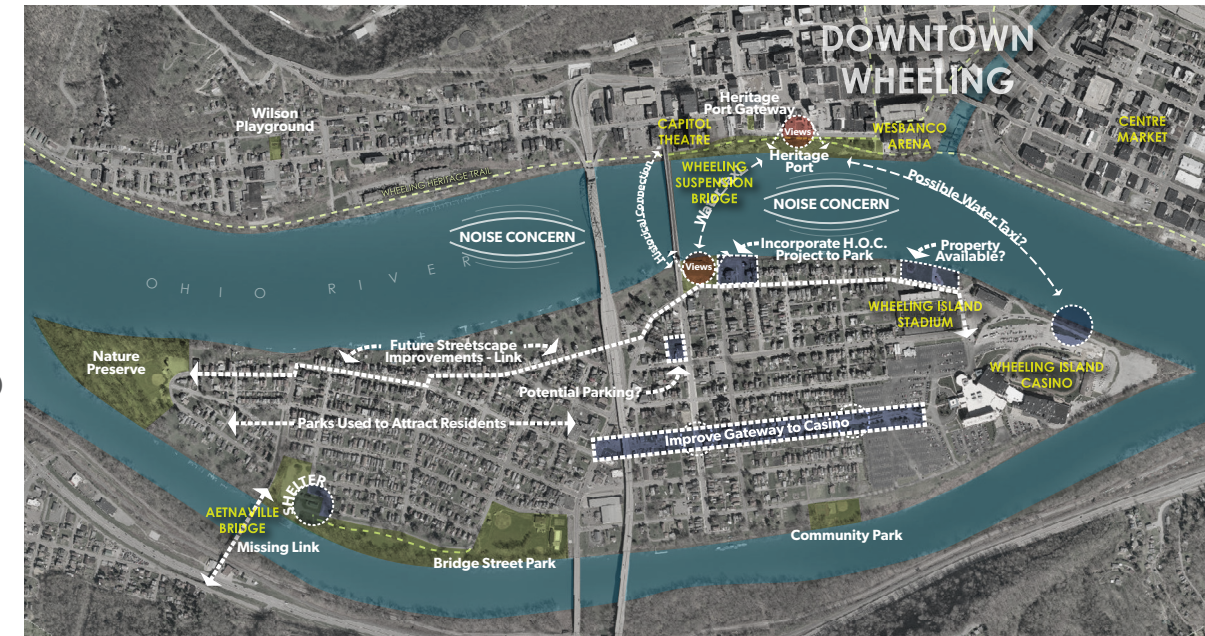 DOWNTOWN
WHEELING
Wilson
Playground
Heritage
Port Gateway
CAPITOL
THEATRE
Views
WESBANCO
ARENA
CENTRE
MARKET
Heritage
Port
WHEELING HERITAGE TRAIL
WHEELING
SUSPENSION
BRIDGE
Historical Connection
NOISE CONCERN
NOISE CONCERN
Possible Water Taxi?
Incorporate H.O.C.
Project to Park
Property
Available?
Views
OHIO RIVER
WHEELING ISLAND
STADIUM
Nature
Preserve
Future Streetscape
Improvements - Link
WHEELING ISLAND
CASINO
Potential Parking?
Parks Used to Attract Residents
Improve Gateway to Casino
SHELTER
AETNAVILLE
BRIDGE
Missing Link
Community Park
Bridge Street Park